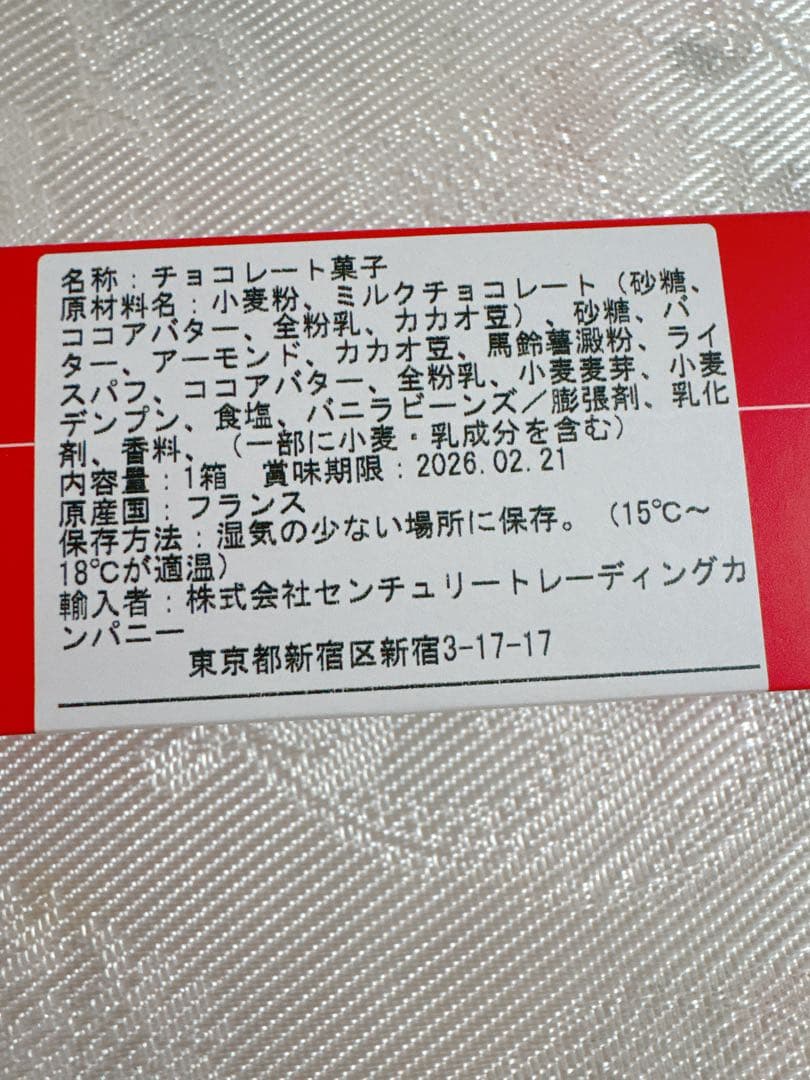 名称：チョコレート菓子
原材料名：小麦粉、ミルクチョコレート（砂糖、
ココアバター、全粉乳、カカオ豆）、砂糖、バ
ター、アーモンド、カカオ豆、馬鈴薯澱粉、ライ
スパフ、ココアバター、全粉乳、小麦麦芽、小麦
デンプン、食塩、バニラビーンズ／膨張剤、乳化
剤、香料、（一部に小麦・乳成分を含む）
内容量：1箱　賞味期限：2026.02.21
原産国：フランス
保存方法：湿気の少ない場所に保存。（15℃～
18℃が適温）
輸入者：株式会社センチュリートレーディングカ
ンパニー
東京都新宿区新宿3-17-17